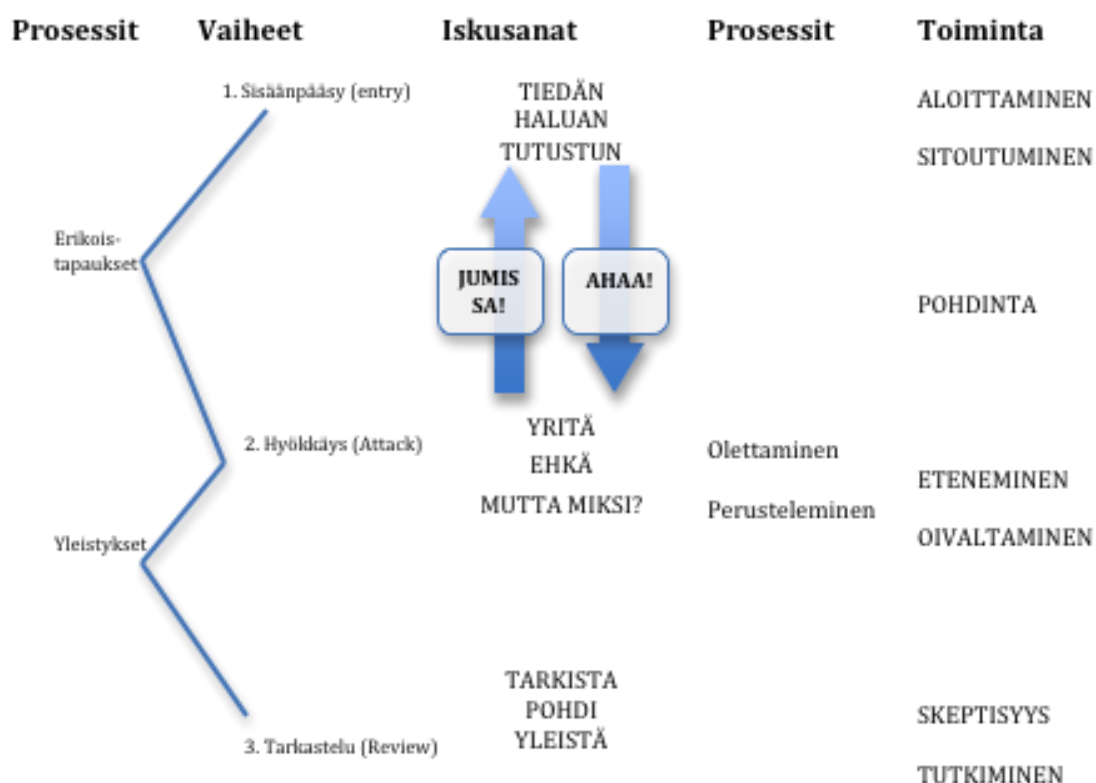 Prosessit Vaiheet Iskusanat Prosessit Toiminta
1. Sisäänpääsy (entry)
TIEDÄN
HALUAN
TUTUSTUN
ALOITTAMINEN
SITOUTUMINEN
Erikois-
tapaukset
JUMIS
SA!
AHAA!
POHDINTA
2. Hyökkäys (Attack)
YRITÄ
EHKÄ
MUTTA MIKSI?
Olettaminen
Perusteleminen
ETENEMINEN
OIVALTAMINEN
Yleistykset
TARKISTA
POHDI
YLEISTÄ
3. Tarkastelu (Review)
SKEPTISYYS
TUTKIMINEN